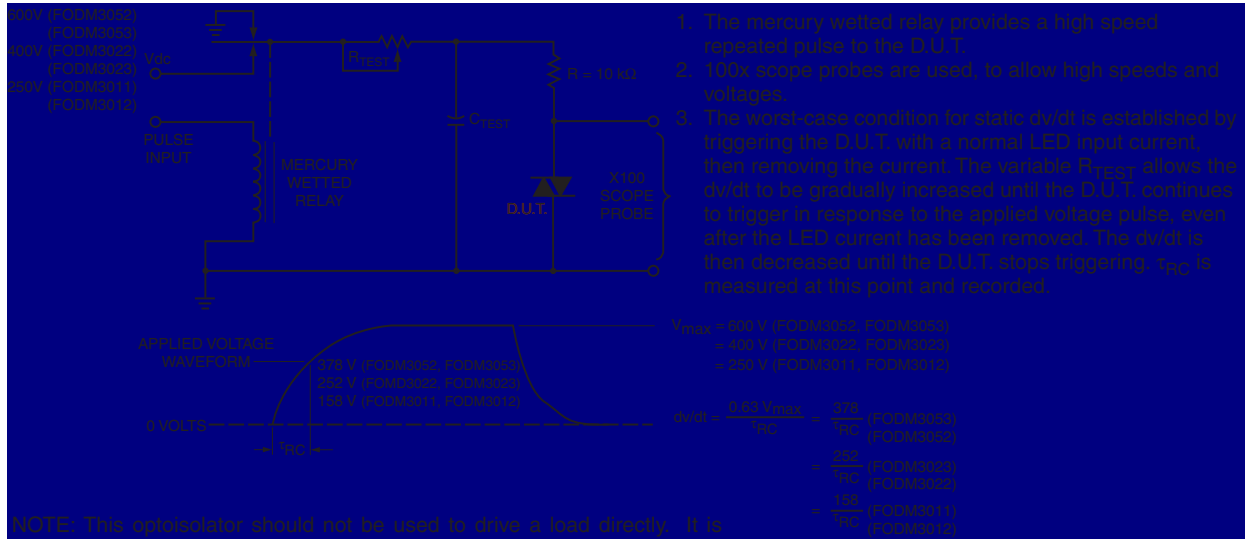 600V (FODM3052)
(FODM3053)
400V (FODM3022)
(FODM3023)
250V (FODM3011)
(FODM3012)
Vdc
PULSE
INPUT
MERCURY
WETTED
RELAY
RTEST
CTEST
R = 10 kΩ
D.U.T.
X100
SCOPE
PROBE
1. The mercury wetted relay provides a high speed
repeated pulse to the D.U.T.
2. 100x scope probes are used, to allow high speeds and
voltages.
3. The worst-case condition for static dv/dt is established by
triggering the D.U.T. with a normal LED input current,
then removing the current. The variable RTEST allows the
dv/dt to be gradually increased until the D.U.T. continues
to trigger in response to the applied voltage pulse, even
after the LED current has been removed. The dv/dt is
then decreased until the D.U.T. stops triggering. τRC is
measured at this point and recorded.
APPLIED VOLTAGE
WAVEFORM
378 V (FODM3052, FODM3053)
252 V (FOMD3022, FODM3023)
158 V (FODM3011, FODM3012)
0 VOLTS
τRC
Vmax = 600 V (FODM3052, FODM3053)
= 400 V (FODM3022, FODM3023)
= 250 V (FODM3011, FODM3012)
dv/dt = 0.63 Vmax / τRC = 378 / τRC (FODM3053)
(FODM3052)
= 252 / τRC (FODM3023)
(FODM3022)
= 158 / τRC (FODM3011)
(FODM3012)
NOTE: This optoisolator should not be used to drive a load directly. It is